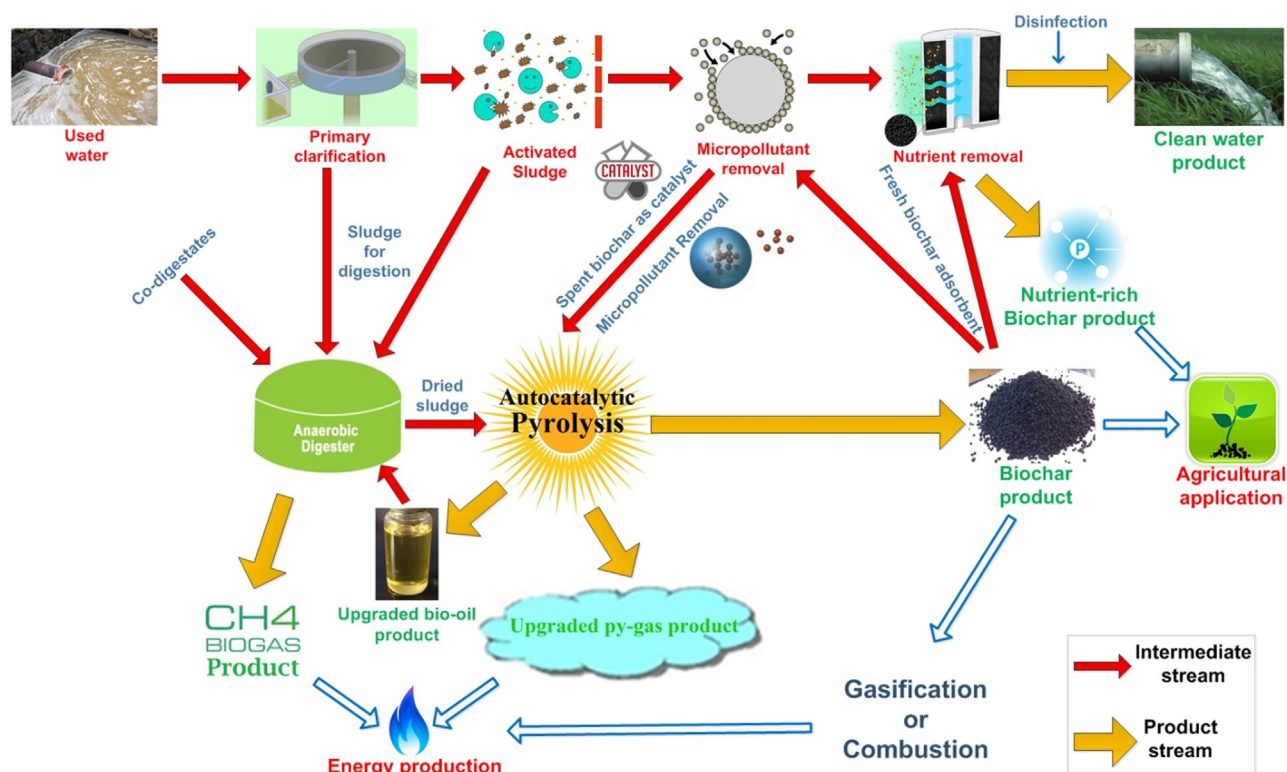 Disinfection
Used
water
Primary
clarification
Activated
Sludge
CATALYST
Micropollutant
removal
Nutrient removal
Clean water
product
Co-digestates
Sludge
for
digestion
Spent biochar as catalyst
Micropollutant Removal
Fresh biochar adsorbent
P
Nutrient-rich
Biochar product
Anaerobic
Digester
Dried
sludge
Autocatalytic
Pyrolysis
Biochar
product
Agricultural
application
CH4
BIOGAS
Product
Upgraded bio-oil
product
Upgraded py-gas product
Energy production
Gasification
or
Combustion
Intermediate
stream
Product
stream